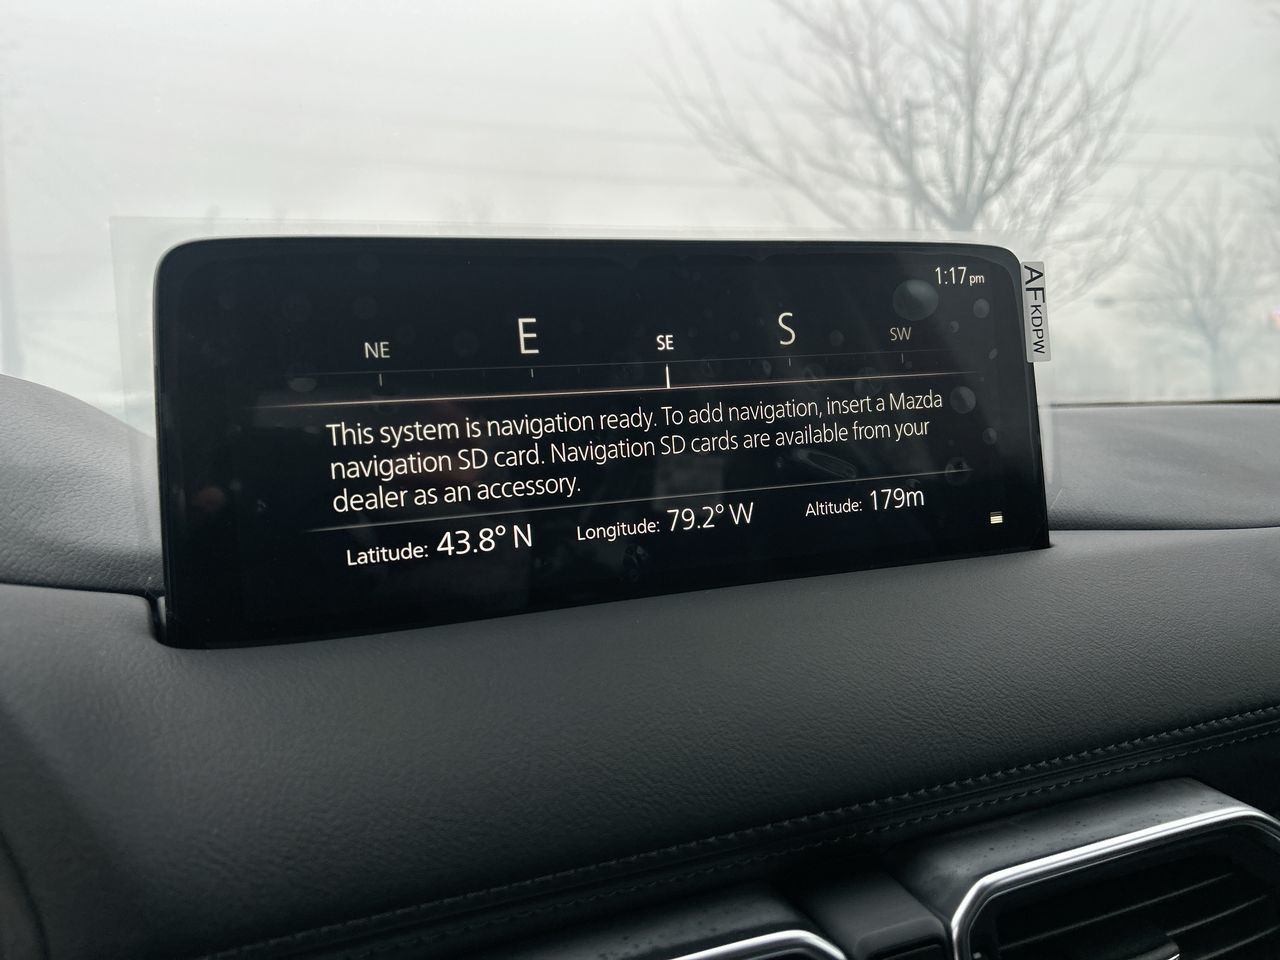 1:17 pm
NE E SE S SW
This system is navigation ready. To add navigation, insert a Mazda
navigation SD card. Navigation SD cards are available from your
dealer as an accessory.
Latitude: 43.8° N Longitude: 79.2° W Altitude: 179m
AFKDPW